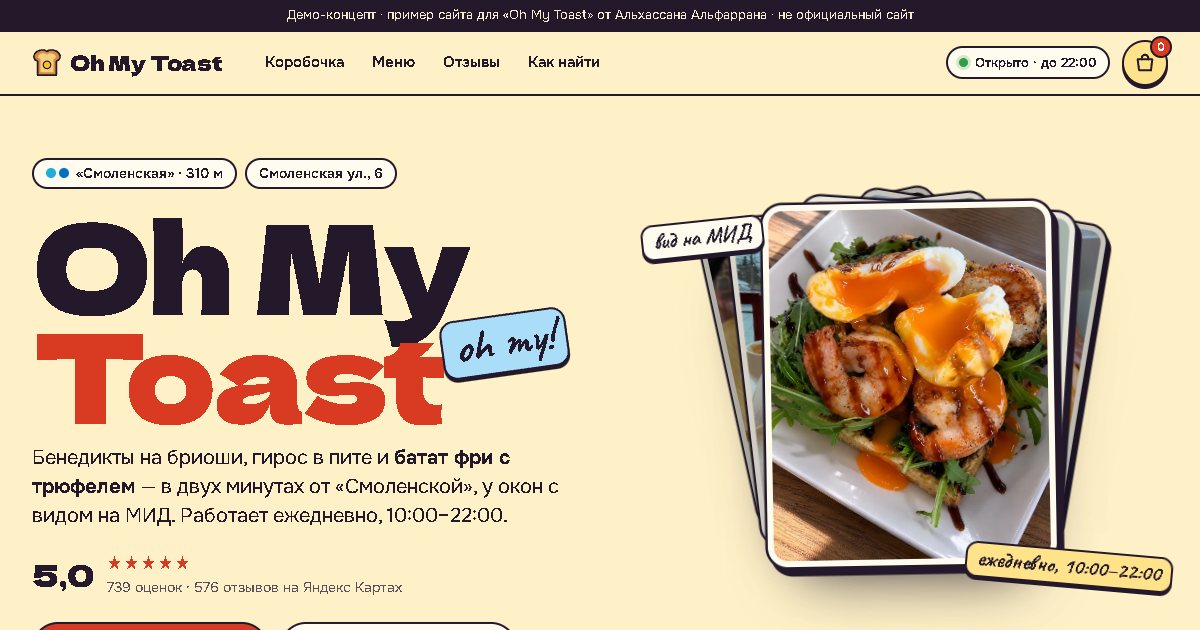 Демо-концепт · пример сайта для «Oh My Toast» от Альхассана Альфаррана · не официальный сайт
Oh My Toast
Коробочка
Меню
Отзывы
Как найти
Открыто · до 22:00
0
«Смоленская» · 310 м
Смоленская ул., 6
Oh My
Toast
oh my!
вид на МИД
Бенедикты на бриоши, гирос в пите и батат фри с
трюфелем — в двух минутах от «Смоленской», у окон с
видом на МИД. Работает ежедневно, 10:00–22:00.
5,0
★★★★★
739 оценок · 576 отзывов на Яндекс Картах
ежедневно, 10:00–22:00